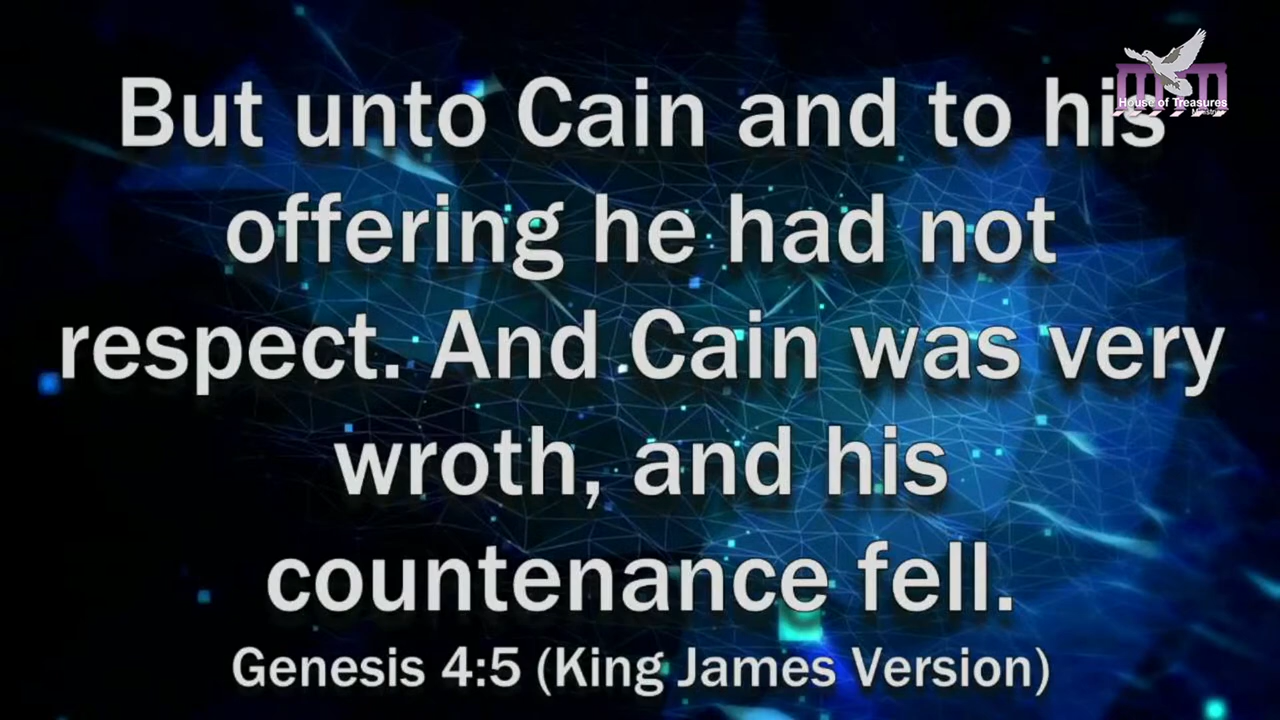 But unto Cain and to his
offering he had not
respect. And Cain was very
wroth, and his
countenance fell.
Genesis 4:5 (King James Version)
House of Treasures
Ministry